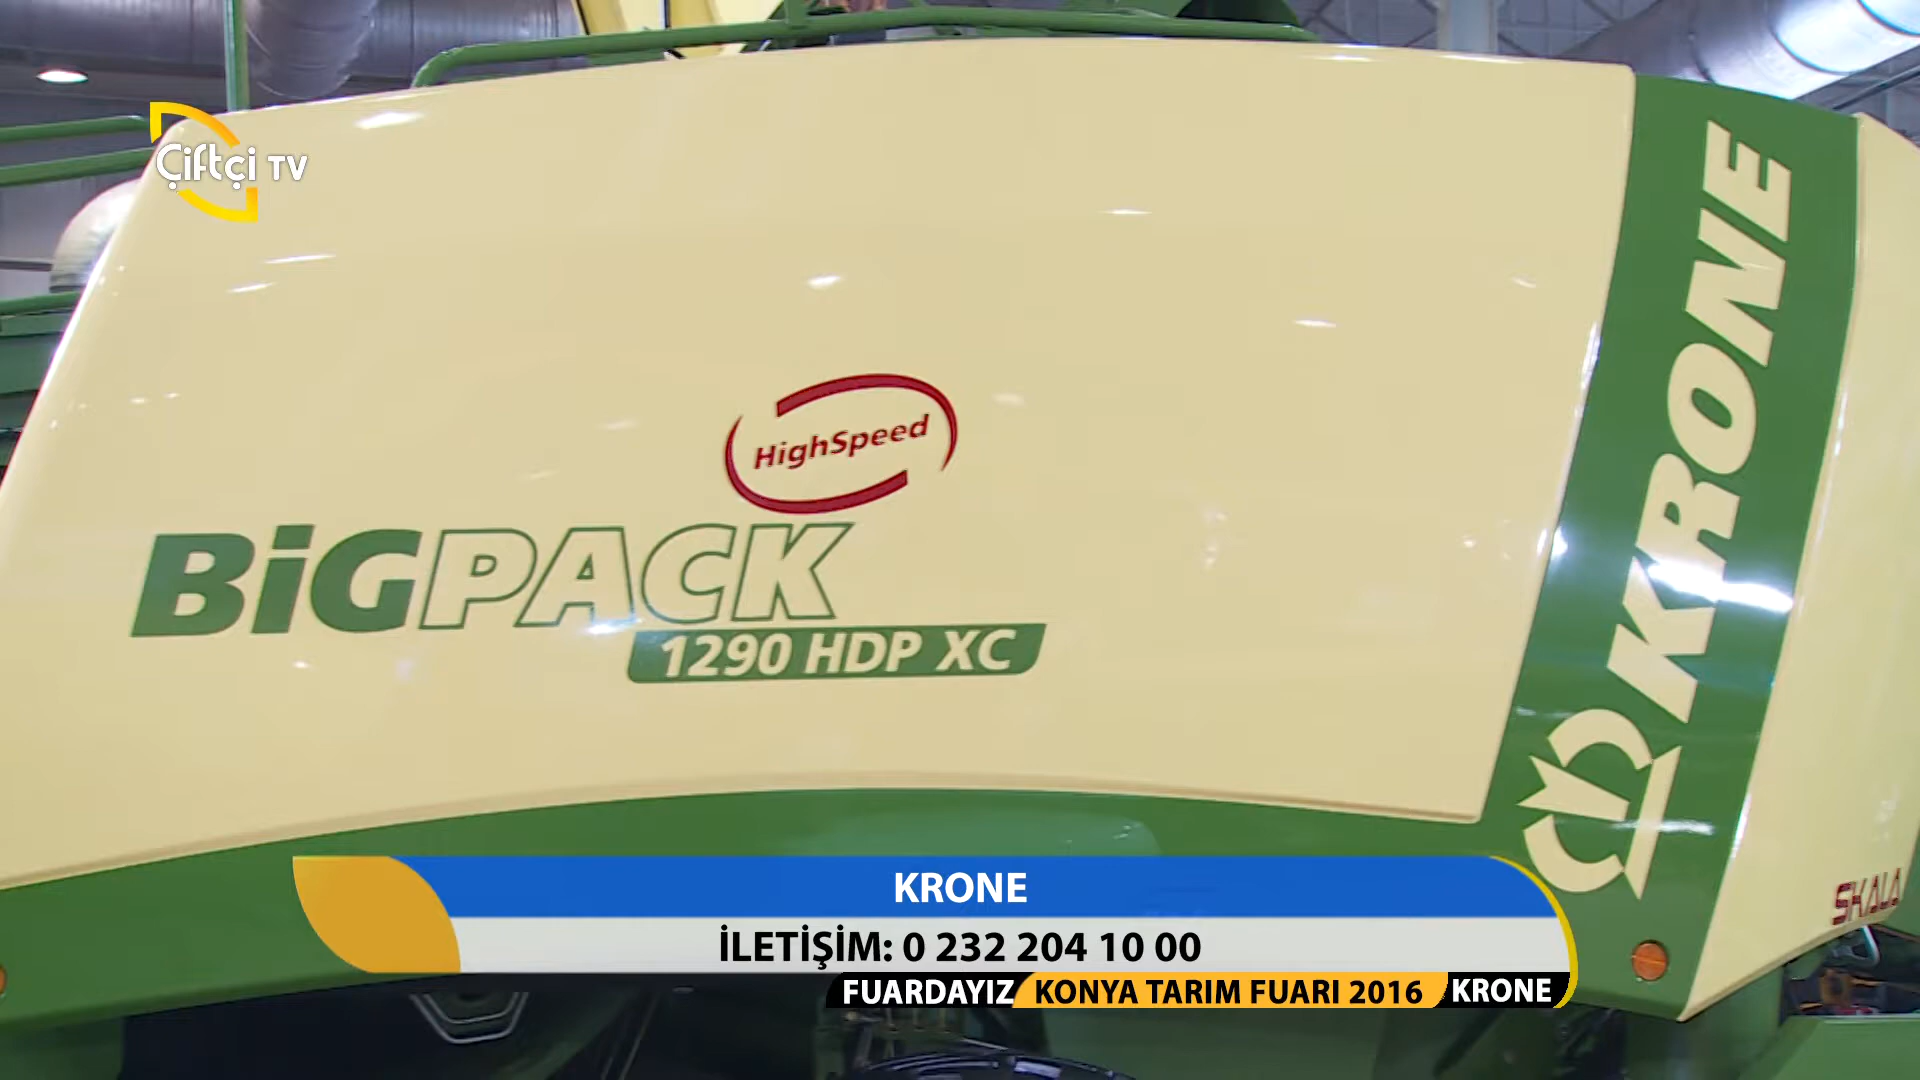 Çiftçi TV
HighSpeed
BiGPACK
1290 HDP XC
KRONE
SKALA
KRONE
İLETİŞİM: 0 232 204 10 00
FUARDAYIZ KONYA TARIM FUARI 2016 KRONE